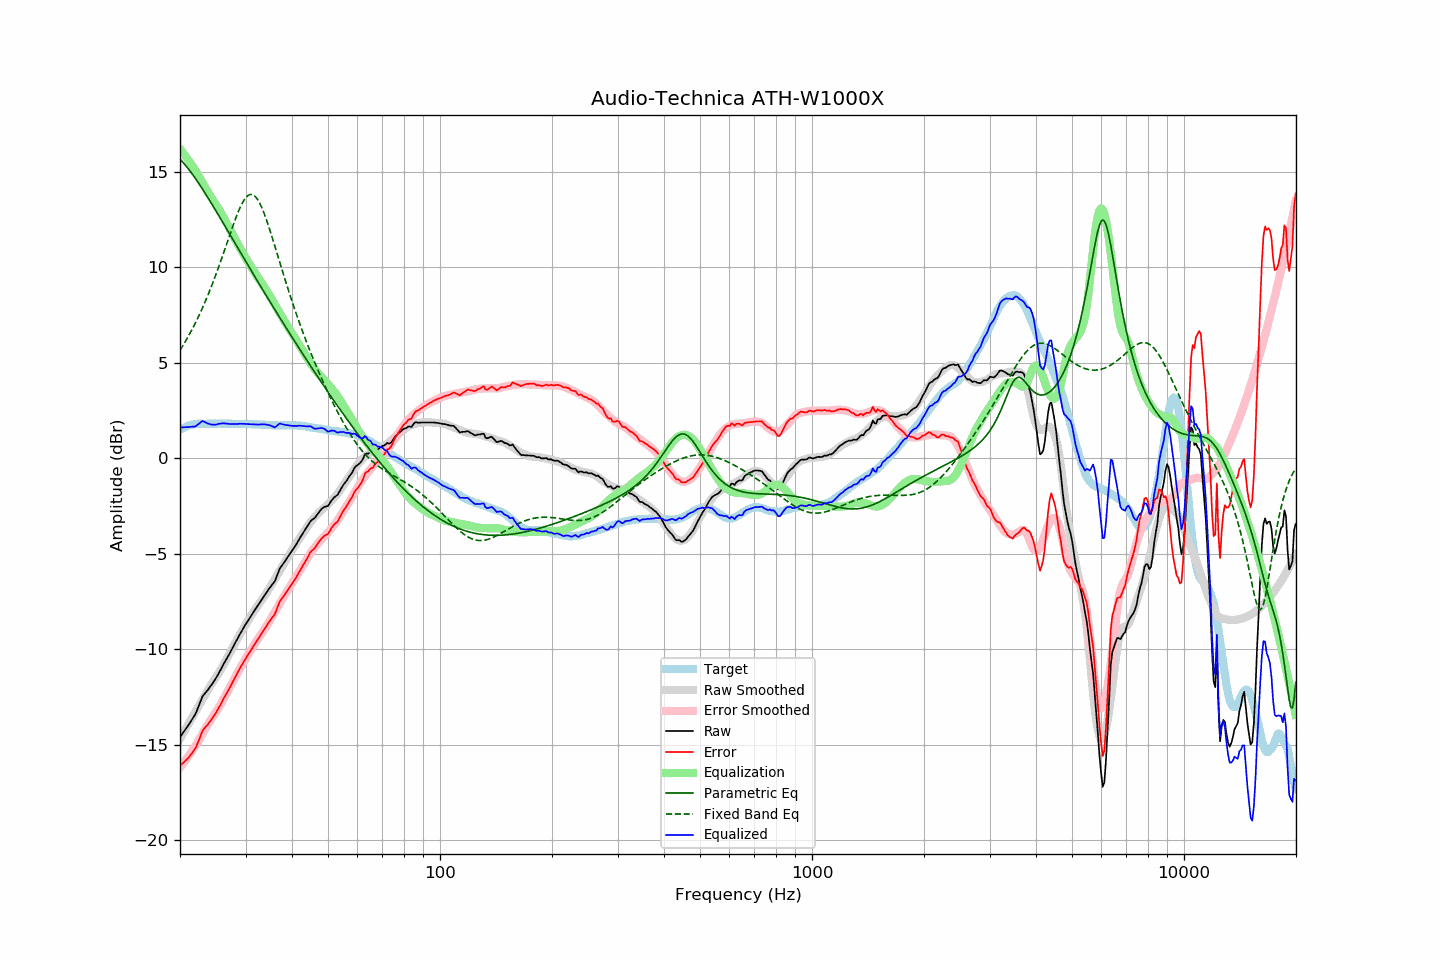 Audio-Technica ATH-W1000X
Amplitude (dBr)
15
10
5
0
−5
−10
−15
−20
Target
Raw Smoothed
Error Smoothed
Raw
Error
Equalization
Parametric Eq
Fixed Band Eq
Equalized
100
1000
10000
Frequency (Hz)